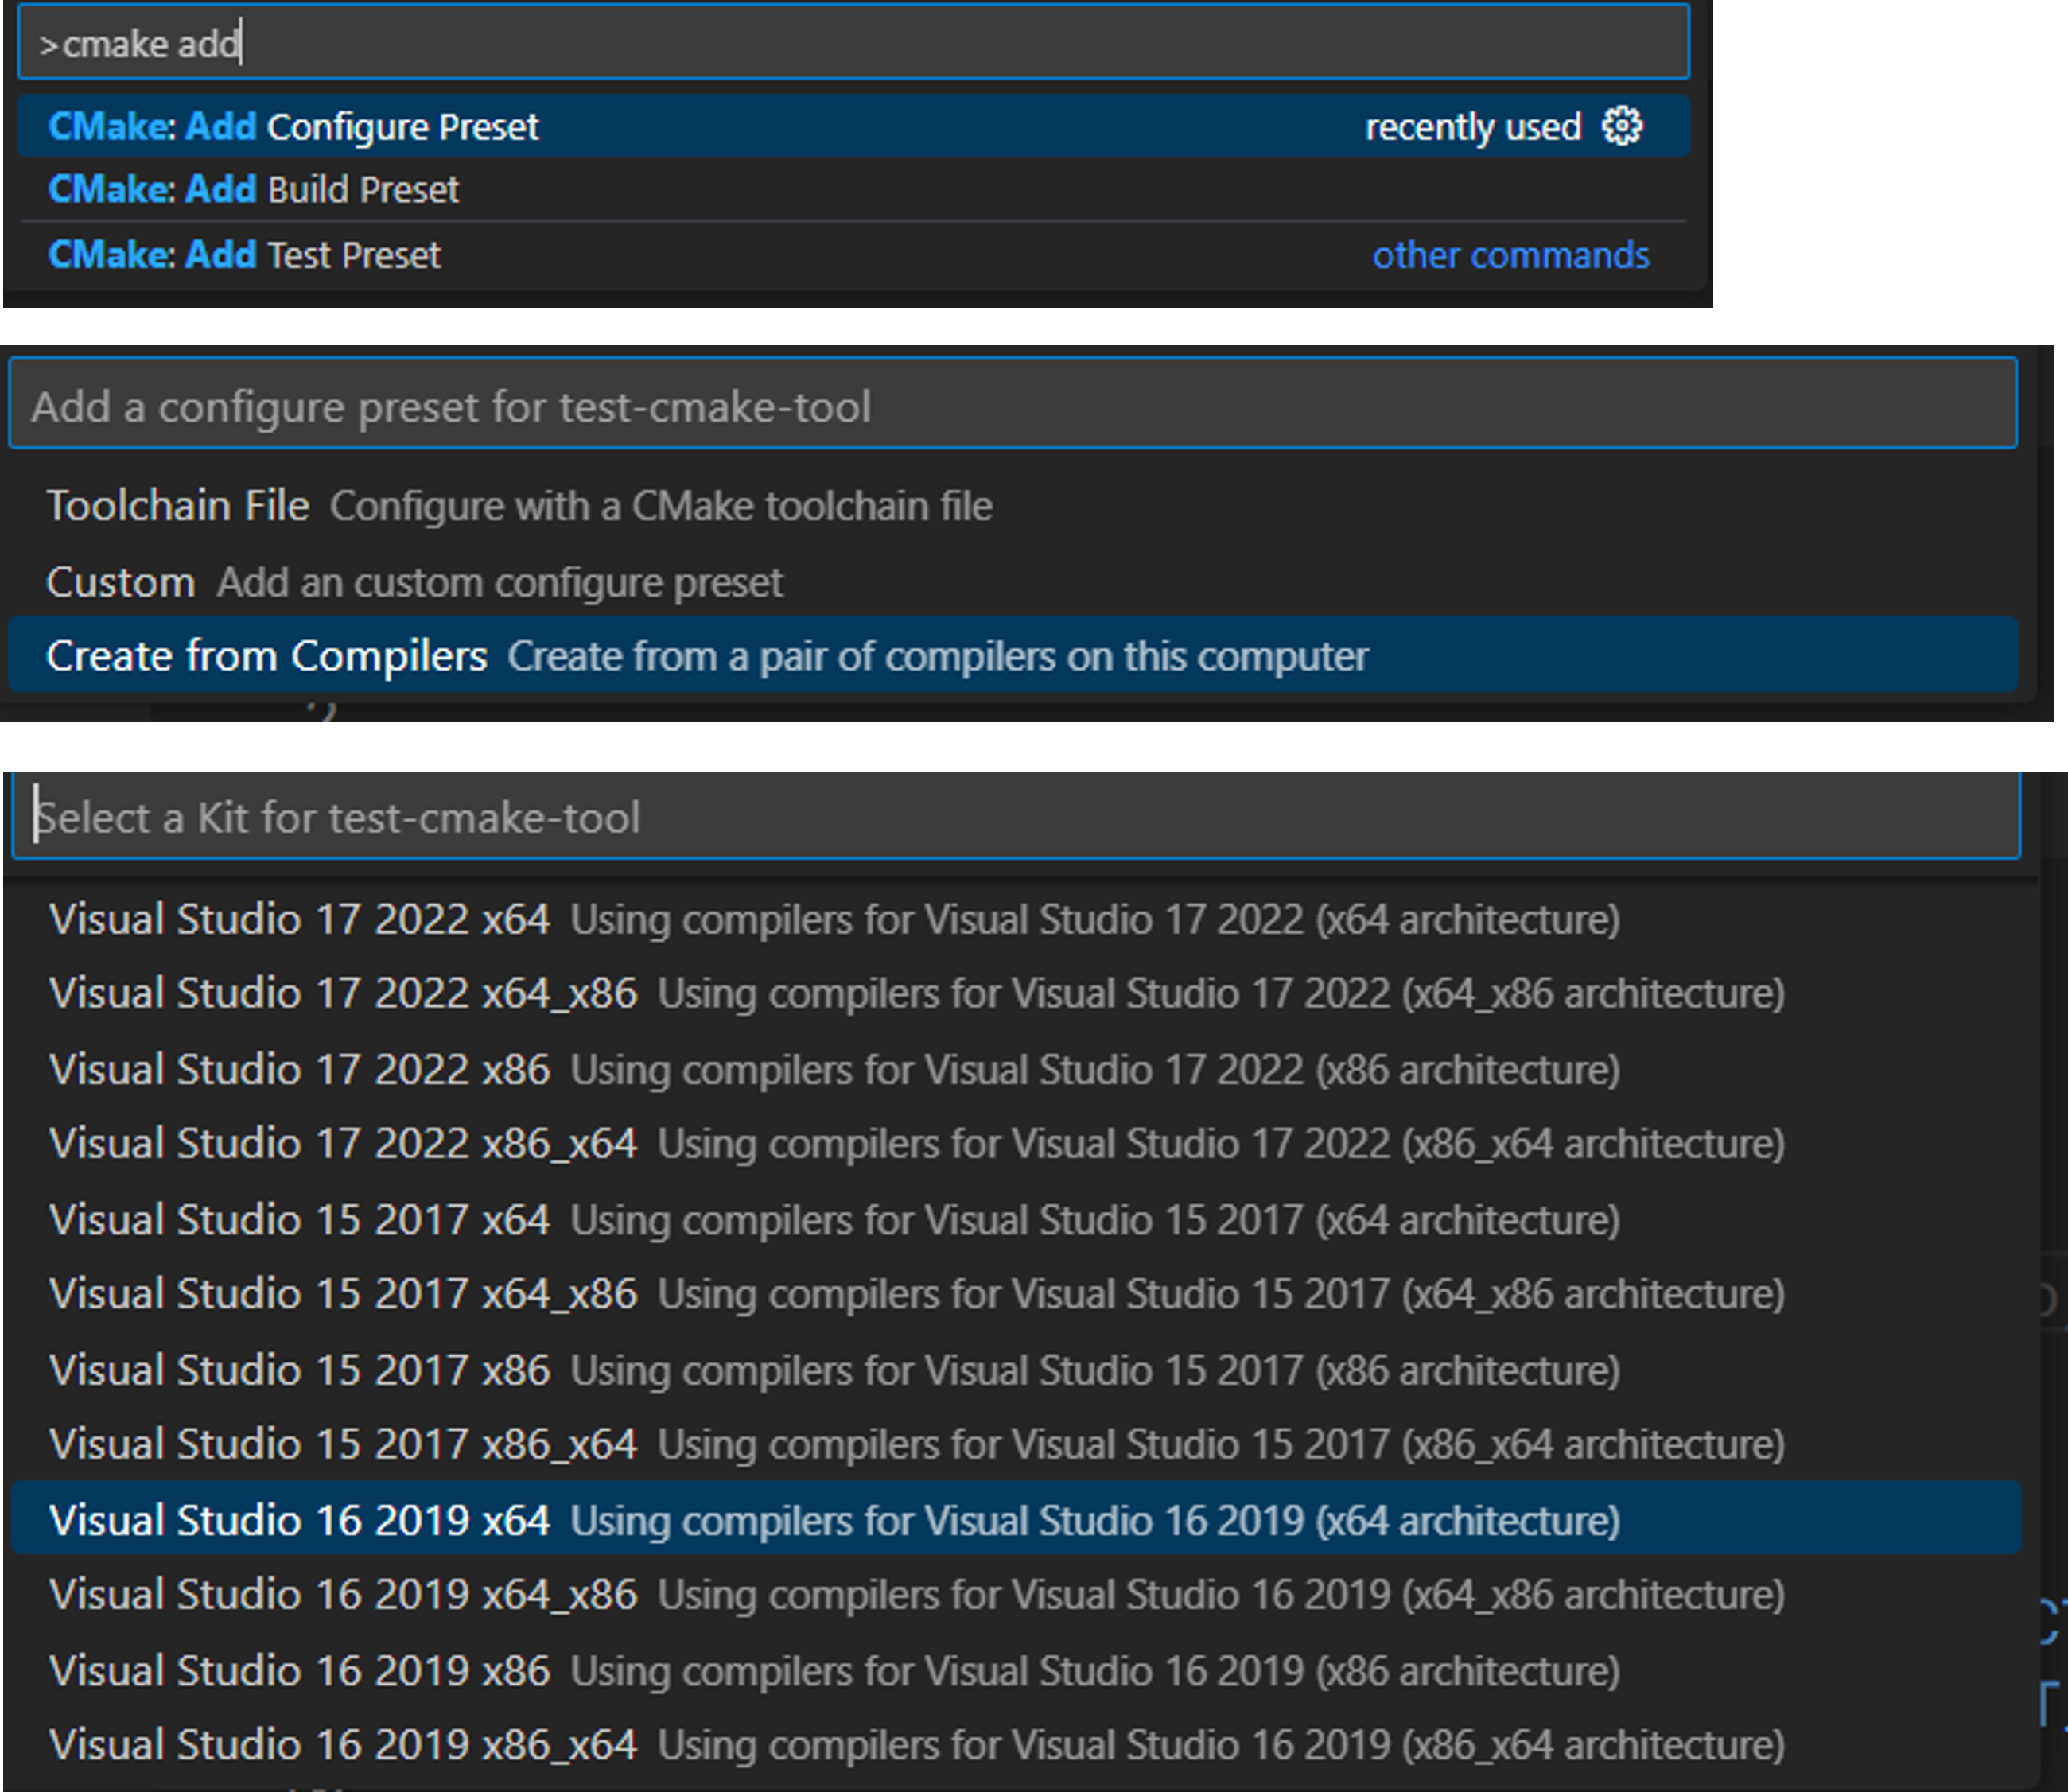 >cmake add
CMake: Add Configure Preset recently used
CMake: Add Build Preset
CMake: Add Test Preset other commands
Add a configure preset for test-cmake-tool
Toolchain File Configure with a CMake toolchain file
Custom Add an custom configure preset
Create from Compilers Create from a pair of compilers on this computer
Select a Kit for test-cmake-tool
Visual Studio 17 2022 x64 Using compilers for Visual Studio 17 2022 (x64 architecture)
Visual Studio 17 2022 x64_x86 Using compilers for Visual Studio 17 2022 (x64_x86 architecture)
Visual Studio 17 2022 x86 Using compilers for Visual Studio 17 2022 (x86 architecture)
Visual Studio 17 2022 x86_x64 Using compilers for Visual Studio 17 2022 (x86_x64 architecture)
Visual Studio 15 2017 x64 Using compilers for Visual Studio 15 2017 (x64 architecture)
Visual Studio 15 2017 x64_x86 Using compilers for Visual Studio 15 2017 (x64_x86 architecture)
Visual Studio 15 2017 x86 Using compilers for Visual Studio 15 2017 (x86 architecture)
Visual Studio 15 2017 x86_x64 Using compilers for Visual Studio 15 2017 (x86_x64 architecture)
Visual Studio 16 2019 x64 Using compilers for Visual Studio 16 2019 (x64 architecture)
Visual Studio 16 2019 x64_x86 Using compilers for Visual Studio 16 2019 (x64_x86 architecture)
Visual Studio 16 2019 x86 Using compilers for Visual Studio 16 2019 (x86 architecture)
Visual Studio 16 2019 x86_x64 Using compilers for Visual Studio 16 2019 (x86_x64 architecture)